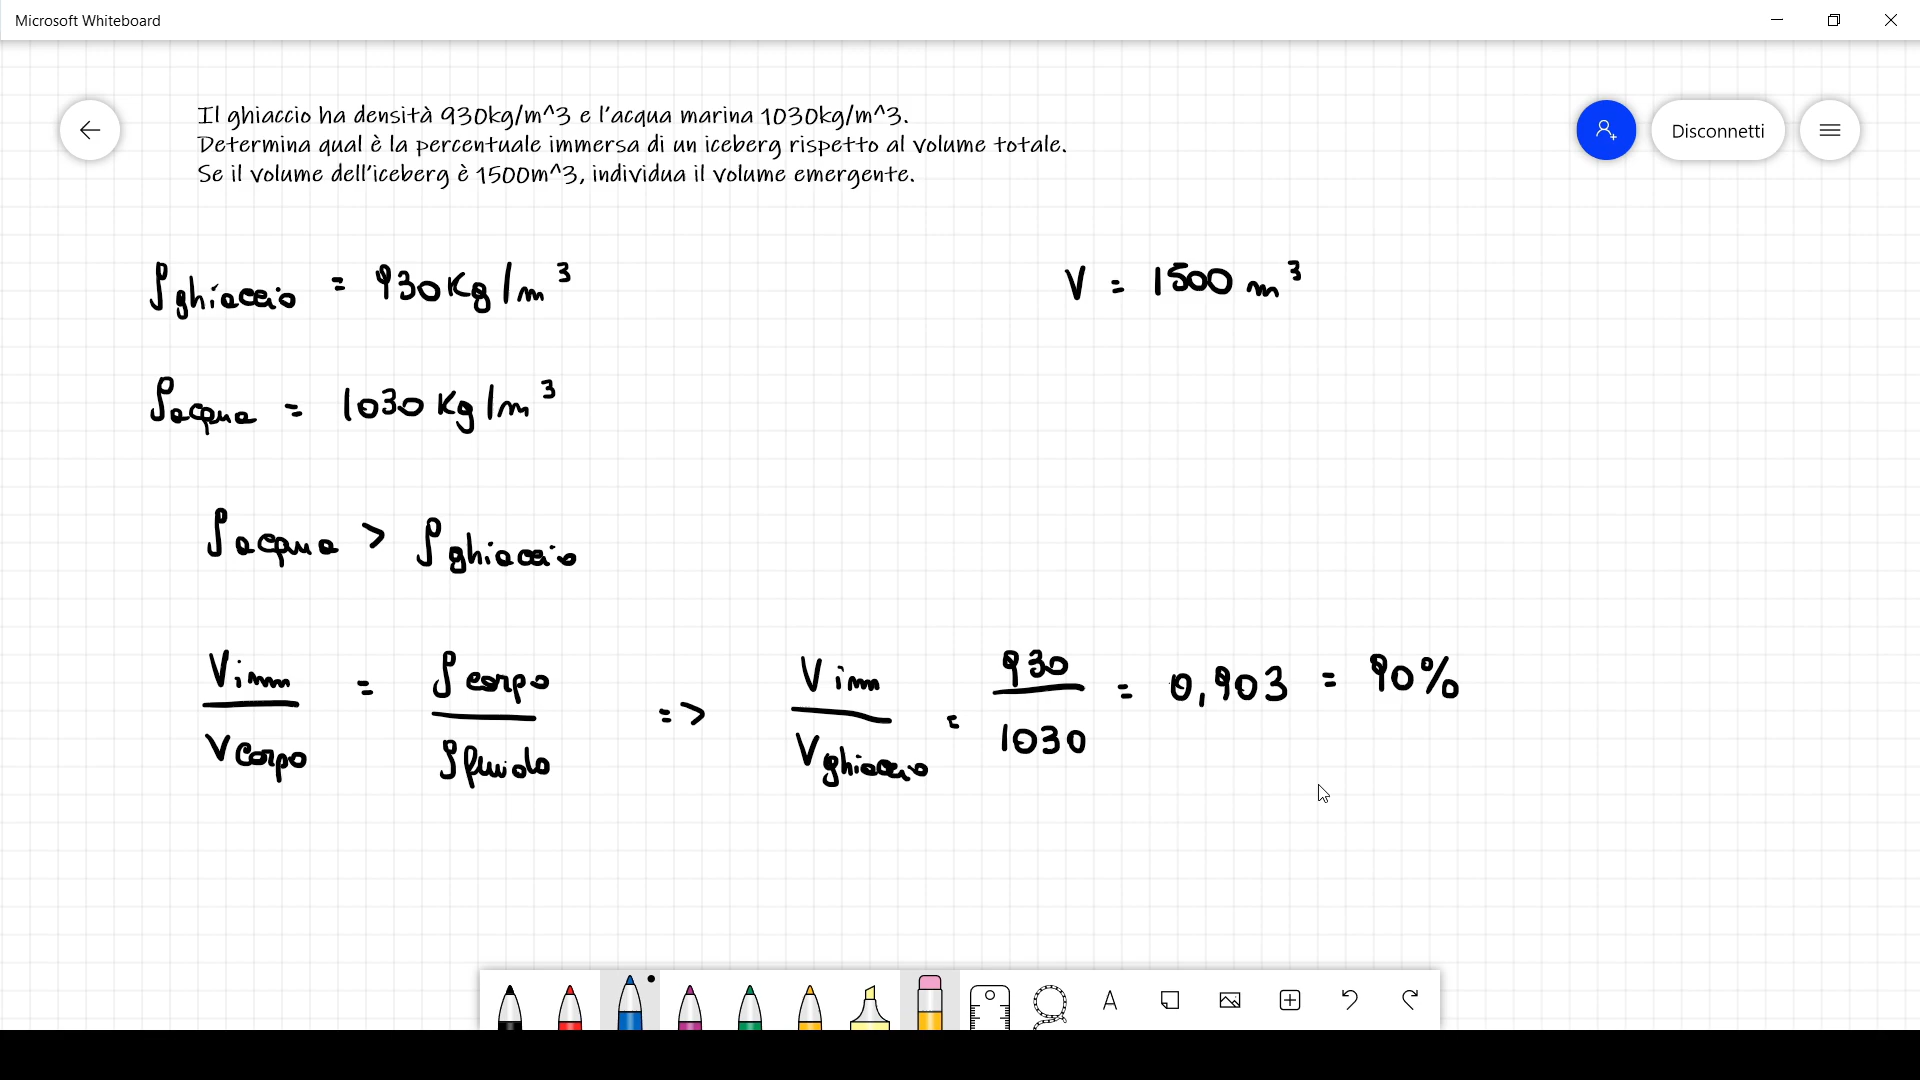 Microsoft Whiteboard
Il ghiaccio ha densità 930kg/m^3 e l'acqua marina 1030kg/m^3.
Determina qual è la percentuale immersa di un iceberg rispetto al volume totale.
Se il volume dell'iceberg è 1500m^3, individua il volume emergente.
Disconnetti
ρghiaccio = 930 Kg/m³
V = 1500 m³
ρacqua = 1030 Kg/m³
ρacqua > ρghiaccio
Vimm / Vcorpo = ρcorpo / ρfluido => Vimm / Vghiaccio = 930 / 1030 = 0,903 = 90%